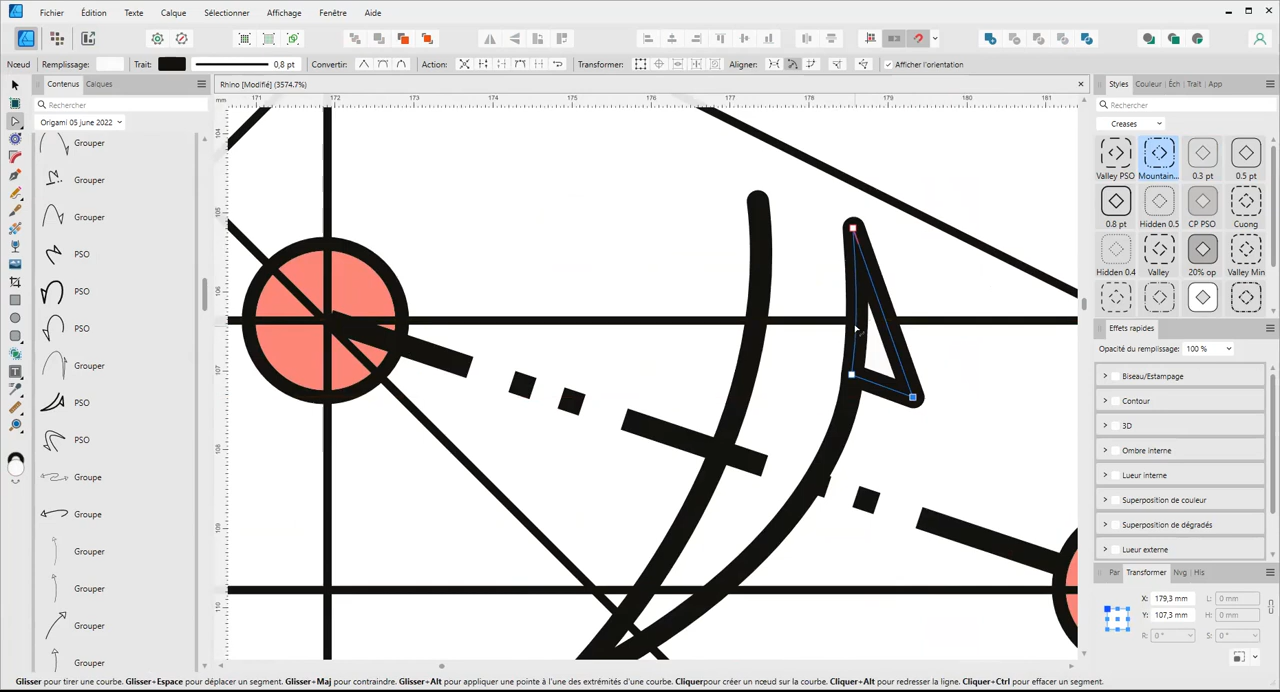 Fichier Édition Texte Calque Sélectionner Affichage Fenêtre Aide
Nœud Remplissage: Trait: 0,8 pt Convertir: Action: Transformer: Aligner: Afficher l'orientation
Contenus Calques
Rhino [Modifié] (3574.7%)
Styles Couleur Éch Trait App
Rechercher
Rechercher
Origami 05 june 2022
Creases
mm 171 172 173 174 175 176 177 178 179 180 181
104
105
106
107
108
109
110
Grouper
Grouper
Grouper
PSO
PSO
PSO
Grouper
PSO
PSO
Groupe
Groupe
Grouper
Grouper
Grouper
Grouper
Valley PSO Mountain... 0.3 pt 0.5 pt
0.8 pt Hidden 0.5 CP PSO Cuong
Hidden 0.4 Valley 20% op Valley Min
Effets rapides
Opacité du remplissage: 100 %
Biseau/Estampage
Contour
3D
Ombre interne
Lueur interne
Superposition de couleur
Superposition de dégradés
Lueur externe
Par Transformer Nvg His
X: 179,3 mm L: 0 mm
Y: 107,3 mm H: 0 mm
R: 0 ° S: 0 °
Glisser pour tirer une courbe. Glisser+Espace pour déplacer un segment. Glisser+Maj pour contraindre. Glisser+Alt pour appliquer une pointe à l'une des extrémités d'une courbe. Cliquerpour créer un nœud sur la courbe. Cliquer+Alt pour redresser la ligne. Cliquer+Ctrl pour effacer un segment.